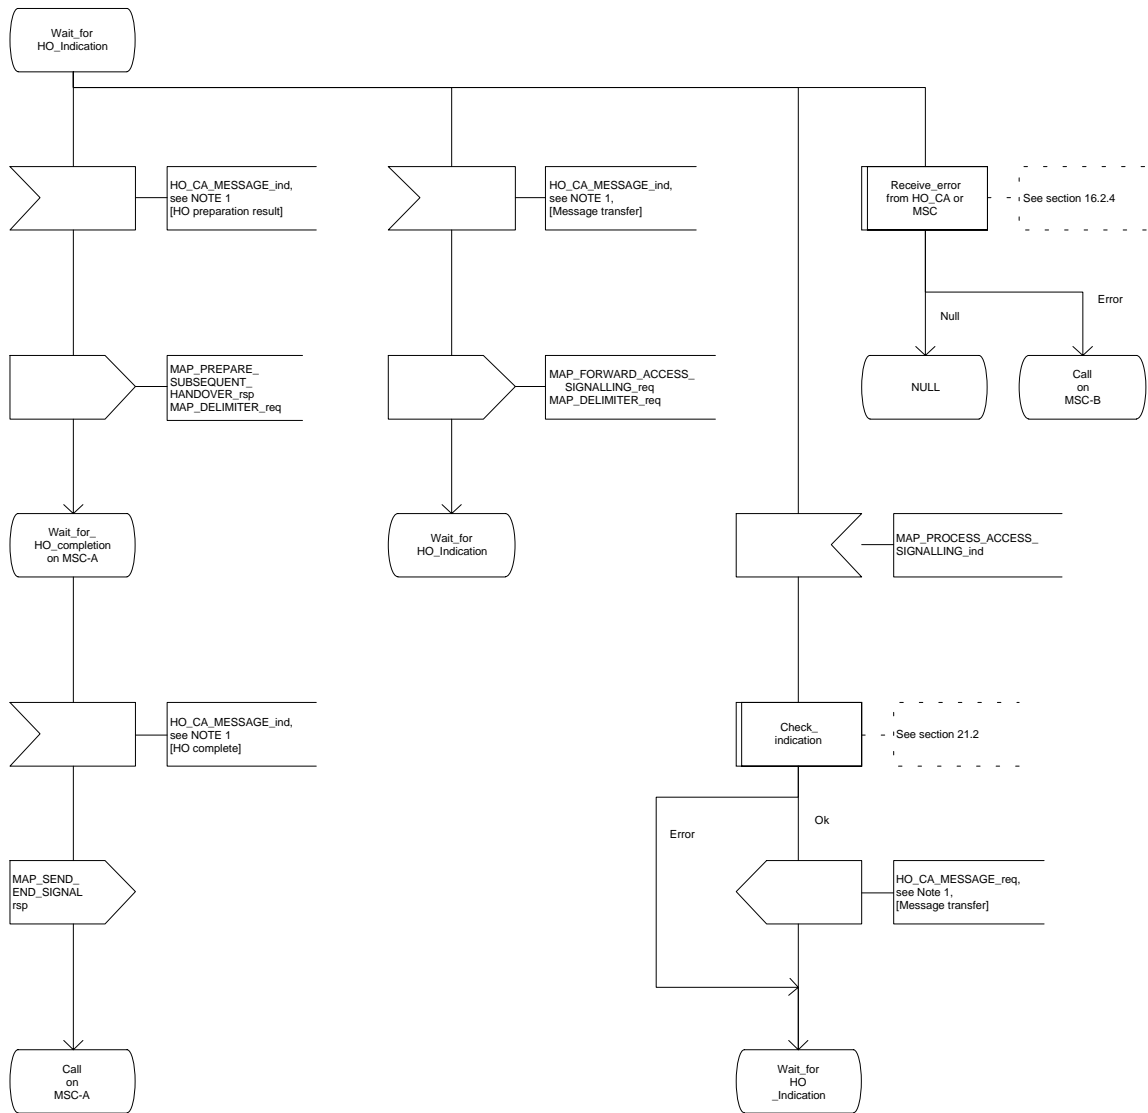 Wait_for
HO_Indication
HO_CA_MESSAGE_ind,
see NOTE 1
[HO preparation result]
HO_CA_MESSAGE_ind,
see NOTE 1,
[Message transfer]
Receive_error
from HO_CA or
MSC
See section 16.2.4
Null
Error
MAP_PREPARE_
SUBSEQUENT_
HANDOVER_rsp
MAP_DELIMITER_req
MAP_FORWARD_ACCESS_
SIGNALLING_req
MAP_DELIMITER_req
NULL
Call
on
MSC-B
Wait_for_
HO_completion
on MSC-A
Wait_for
HO_Indication
MAP_PROCESS_ACCESS_
SIGNALLING_ind
HO_CA_MESSAGE_ind,
see NOTE 1
[HO complete]
Check_
indication
See section 21.2
Error
Ok
MAP_SEND_
END_SIGNAL
rsp
HO_CA_MESSAGE_req,
see Note 1,
[Message transfer]
Call
on
MSC-A
Wait_for
HO
_Indication